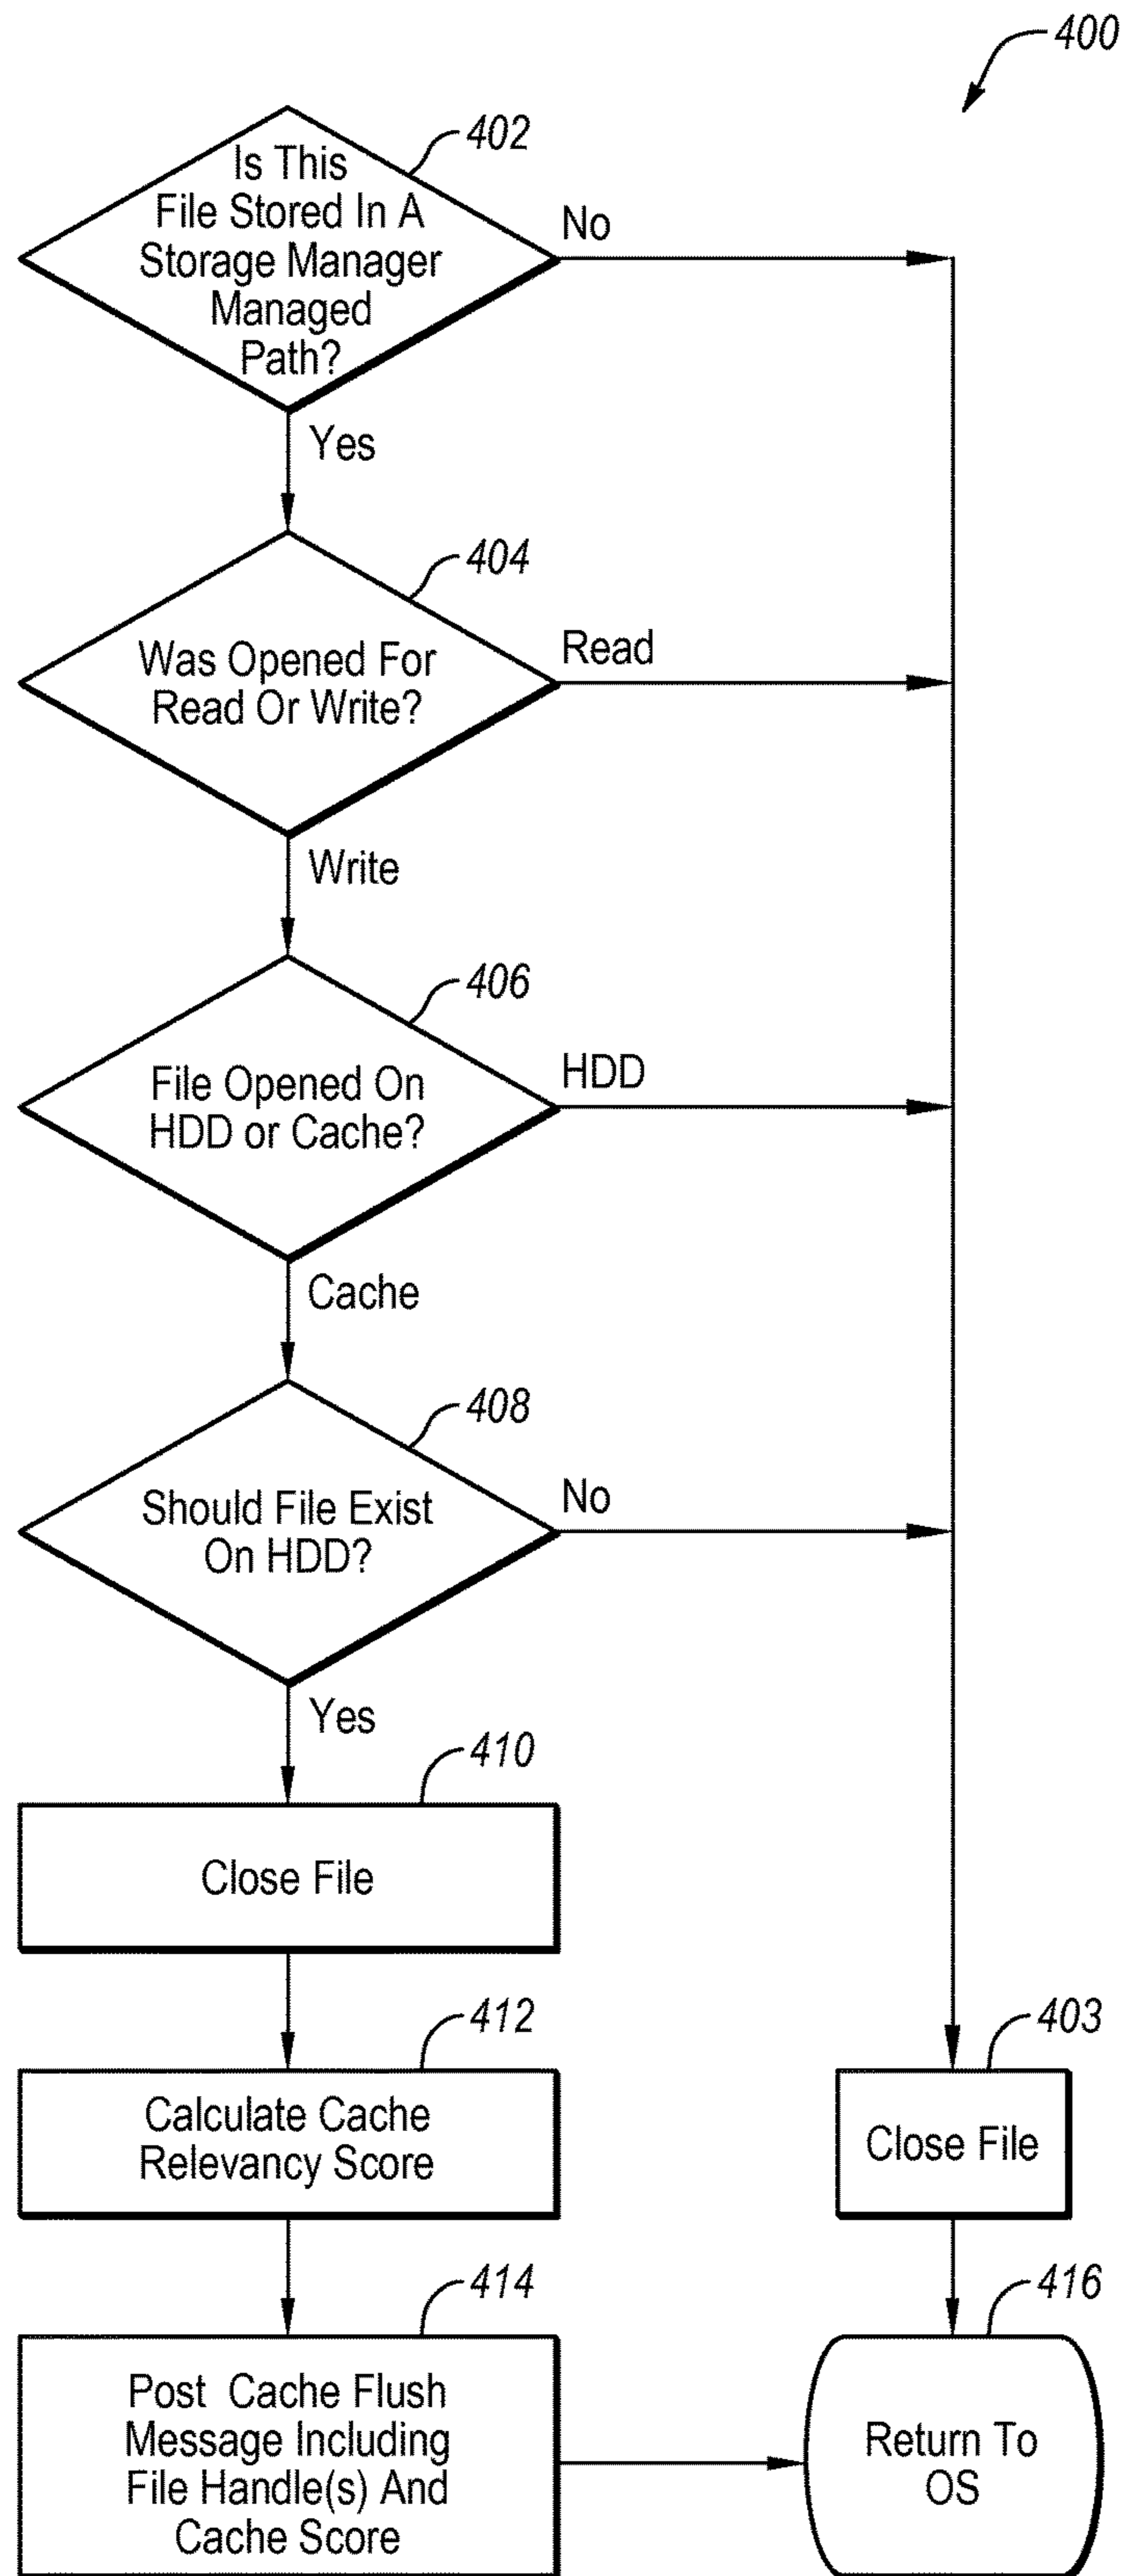 400
402
Is This
File Stored In A
Storage Manager
Managed
Path?
No
Yes
404
Was Opened For
Read Or Write?
Read
Write
406
File Opened On
HDD or Cache?
HDD
Cache
408
Should File Exist
On HDD?
No
Yes
410
Close File
412
Calculate Cache
Relevancy Score
403
Close File
414
Post Cache Flush
Message Including
File Handle(s) And
Cache Score
416
Return To
OS